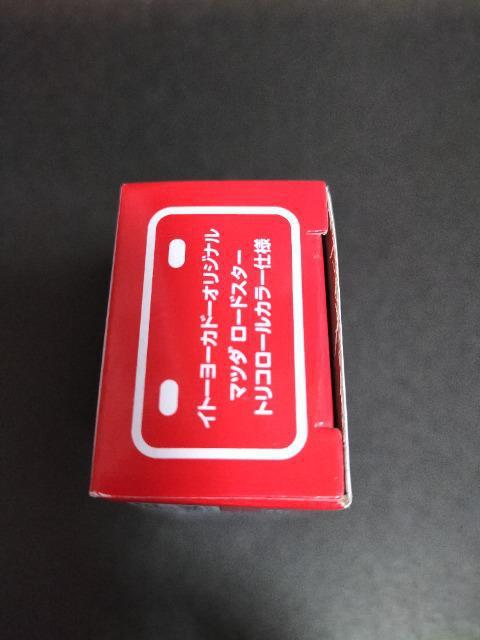 イトーヨーカドーオリジナル
マツダ ロードスター
トリコロールカラー仕様